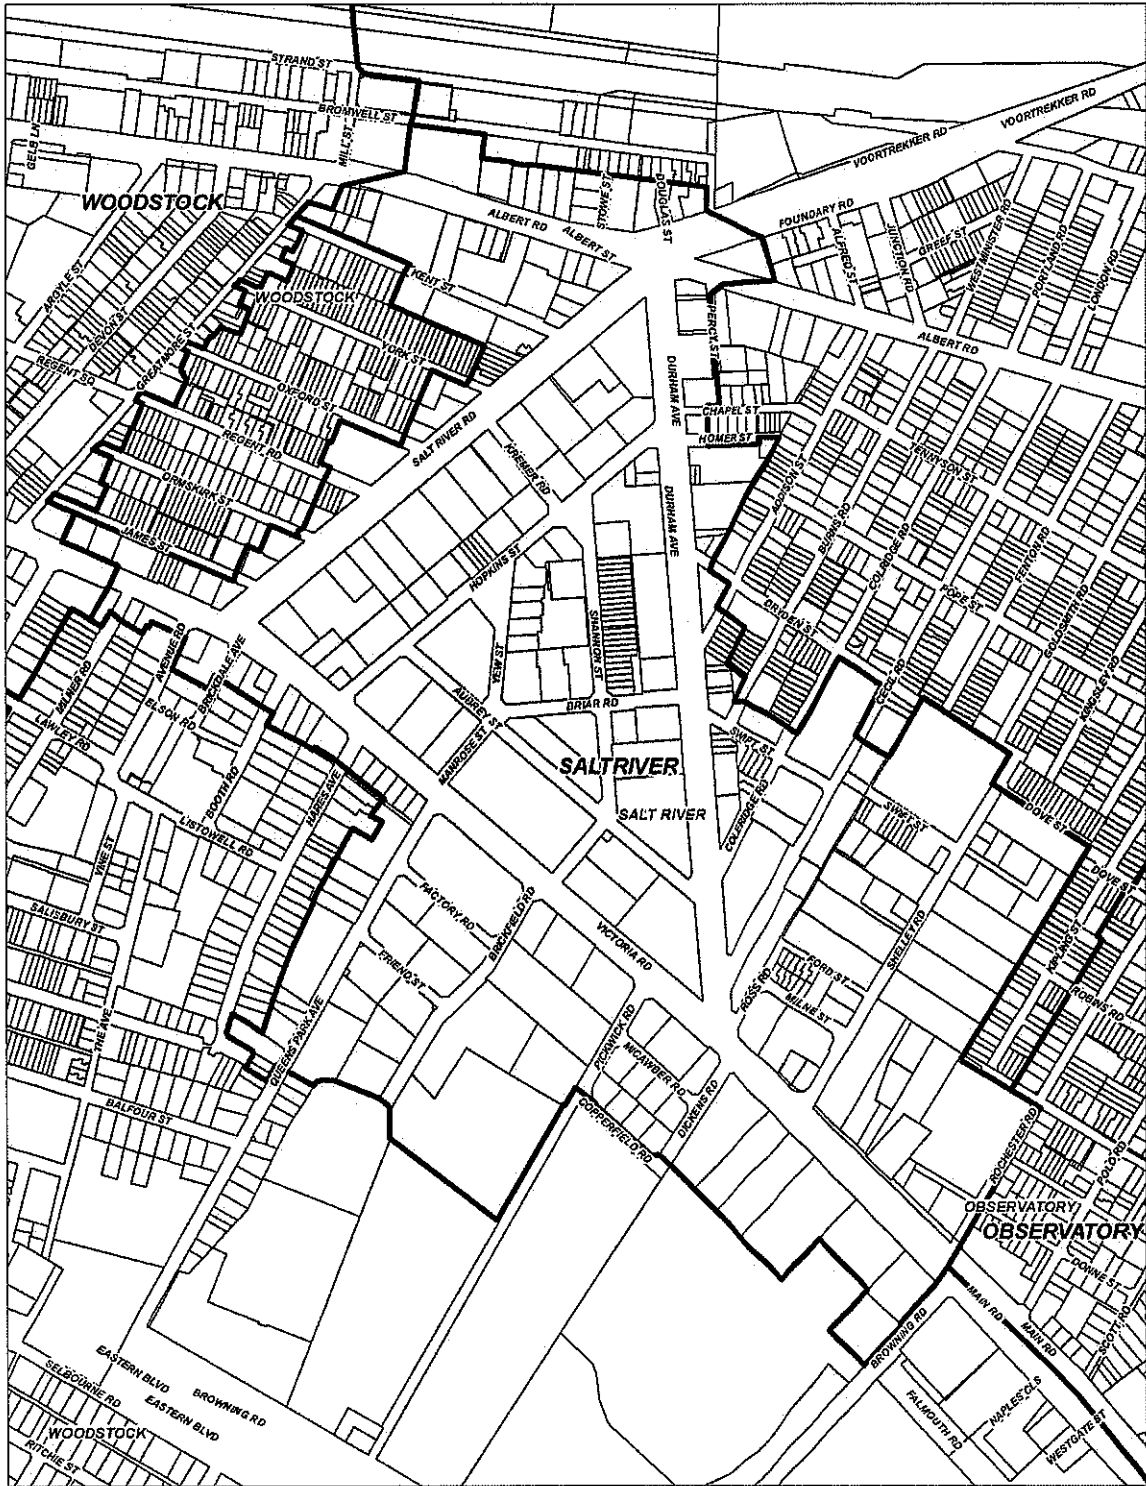 STRAND ST
BROMWELL ST
MILL ST
GELB LN
VOORTREKKER RD
VOORTREKKER RD
WOODSTOCK
STOWE ST
DOUGLAS ST
ALBERT RD
ALBERT ST
FOUNDARY RD
ALFRED ST
JUNCTION RD
GREEF ST
WESTMINSTER RD
PORTLAND RD
LONDON RD
ARGYLE ST
KENT ST
WOODSTOCK
PERCY ST
YORK ST
DURHAM AVE
ALBERT RD
REGENT SQ
GREATMORE ST
OXFORD ST
REGENT RD
SALT RIVER RD
CHAPEL ST
HOMER ST
KREMER RD
TENNYSON ST
ADDISON ST
ORMSKIRK ST
JAMES ST
DURHAM AVE
BURNS RD
COLRIDGE RD
FENTON RD
HOPKINS ST
POPE ST
DRYDEN ST
GOLDSMITH RD
SHANNON ST
YEW ST
AVENUE RD
BROCKDALE AVE
MILNER RD
ELSON RD
LAWLEY RD
AUBREY ST
BRIAR RD
CECIL RD
KINGSLEY RD
MANROSE ST
SWIFT ST
SALTRIVER
SALT RIVER
BOOTH RD
HARES AVE
LISTOWELL RD
COLERIDGE RD
SWIFT ST
DOVE ST
VINE ST
DOVE ST
SALISBURY ST
FACTORY RD
BRICKFIELD RD
VICTORIA RD
SHELLEY RD
KIPLING ST
FRIEND ST
FORD ST
ROSS RD
MILNE ST
ROBINS RD
THE AVE
QUEENS PARK AVE
PICKWICK RD
MICAWBER RD
DICKENS RD
BALFOUR ST
COPPERFIELD RD
ROCHESTER RD
POLO RD
OBSERVATORY
OBSERVATORY
DONNE ST
MAIN RD
MAIN RD
SCOTT RD
BROWNING RD
EASTERN BLVD
SELBOURNE RD
EASTERN BLVD
BROWNING RD
FALMOUTH RD
NAPLES CLS
WESTGATE ST
WOODSTOCK
RITCHIE ST